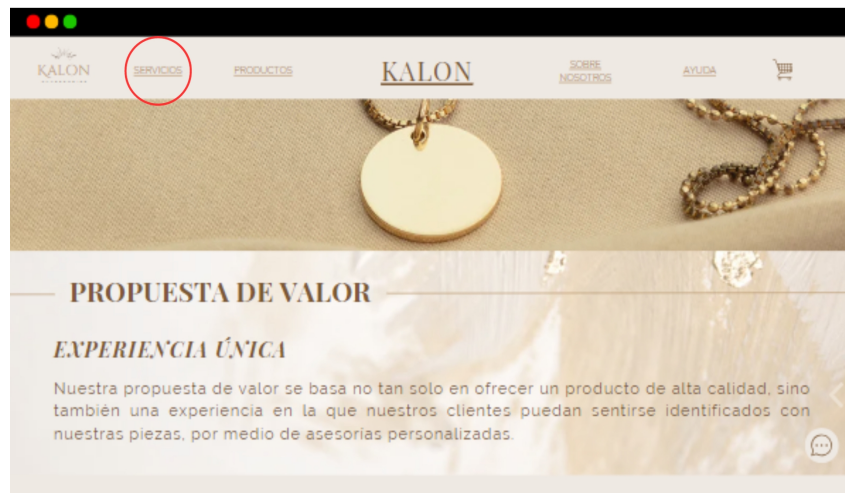 KALON
SERVICIOS
PRODUCTOS
KALON
SOBRE
NOSOTROS
AYUDA
PROPUESTA DE VALOR
EXPERIENCIA ÚNICA
Nuestra propuesta de valor se basa no tan solo en ofrecer un producto de alta calidad, sino
también una experiencia en la que nuestros clientes puedan sentirse identificados con
nuestras piezas, por medio de asesorías personalizadas.